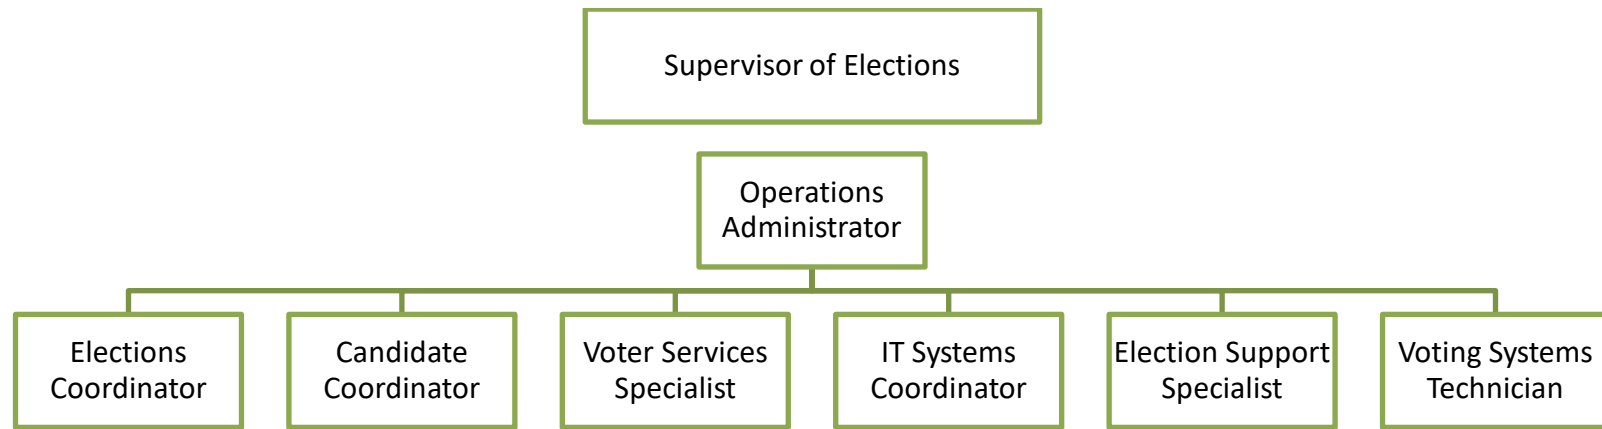 Supervisor of Elections
Operations
Administrator
Elections
Coordinator
Candidate
Coordinator
Voter Services
Specialist
IT Systems
Coordinator
Election Support
Specialist
Voting Systems
Technician